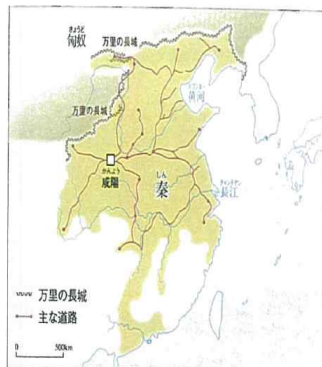 きょうど
匈奴
万里の長城
万里の長城
黄河
かんよう
咸陽
しん
秦
長江
万里の長城
主な道路
0 500km